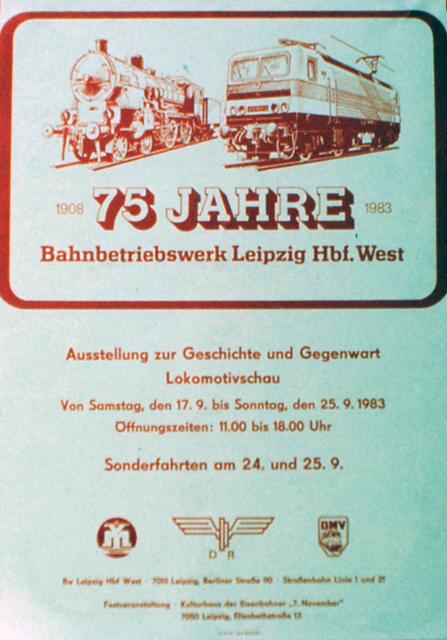 1908 75 JAHRE 1983
Bahnbetriebswerk Leipzig Hbf. West
Ausstellung zur Geschichte und Gegenwart
Lokomotivschau
Von Samstag, den 17. 9. bis Sonntag, den 25. 9. 1983
Öffnungszeiten: 11.00 bis 18.00 Uhr
Sonderfahrten am 24. und 25. 9.
DMV
D R
Bw Leipzig Hbf West · 7010 Leipzig, Berliner Straße · Straßenbahn Linie 1 und 21
Festveranstaltung · Kulturhaus der Eisenbahner „7. November"
7050 Leipzig, Elisabethstraße 13